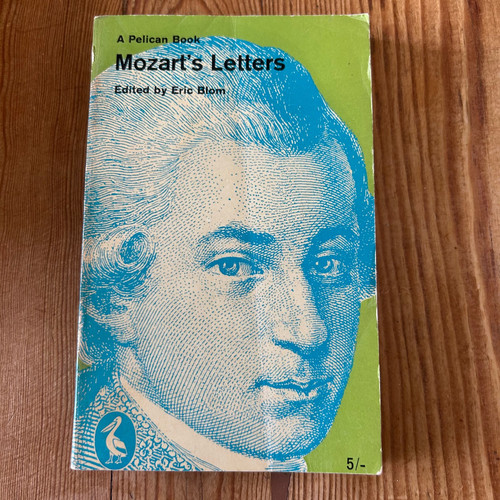 A Pelican Book
Mozart's Letters
Edited by Eric Blom
5/-